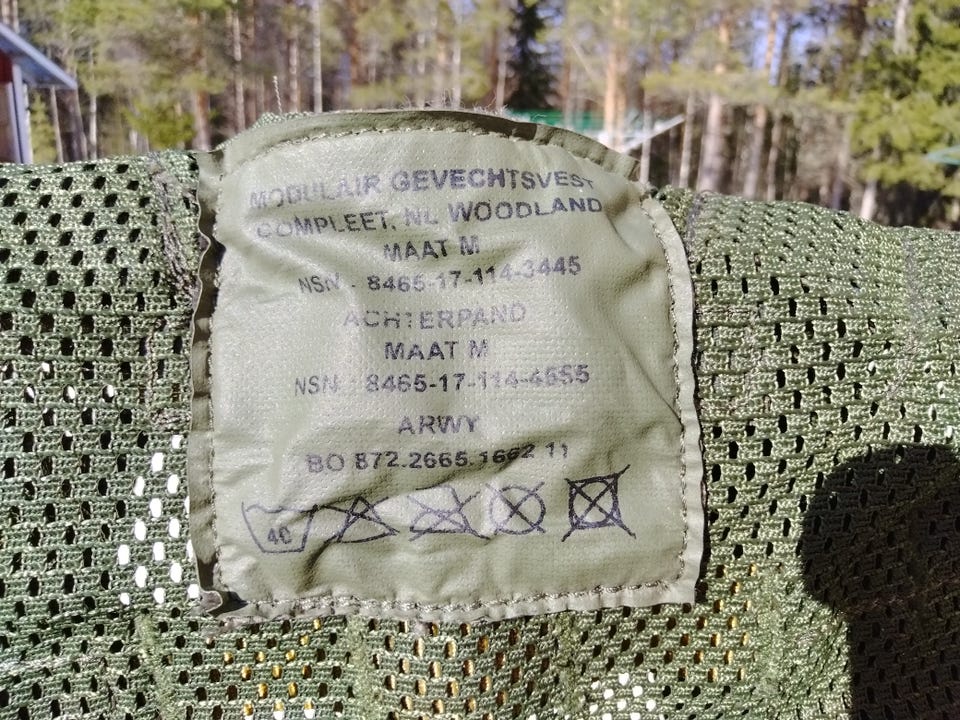 MODULAIR GEVECHTSVEST
COMPLEET, NL WOODLAND
MAAT M
NSN : 8465-17-114-3445
ACHTERPAND
MAAT M
NSN : 8465-17-114-4555
ARWY
BO 872.2665.1662 11
40